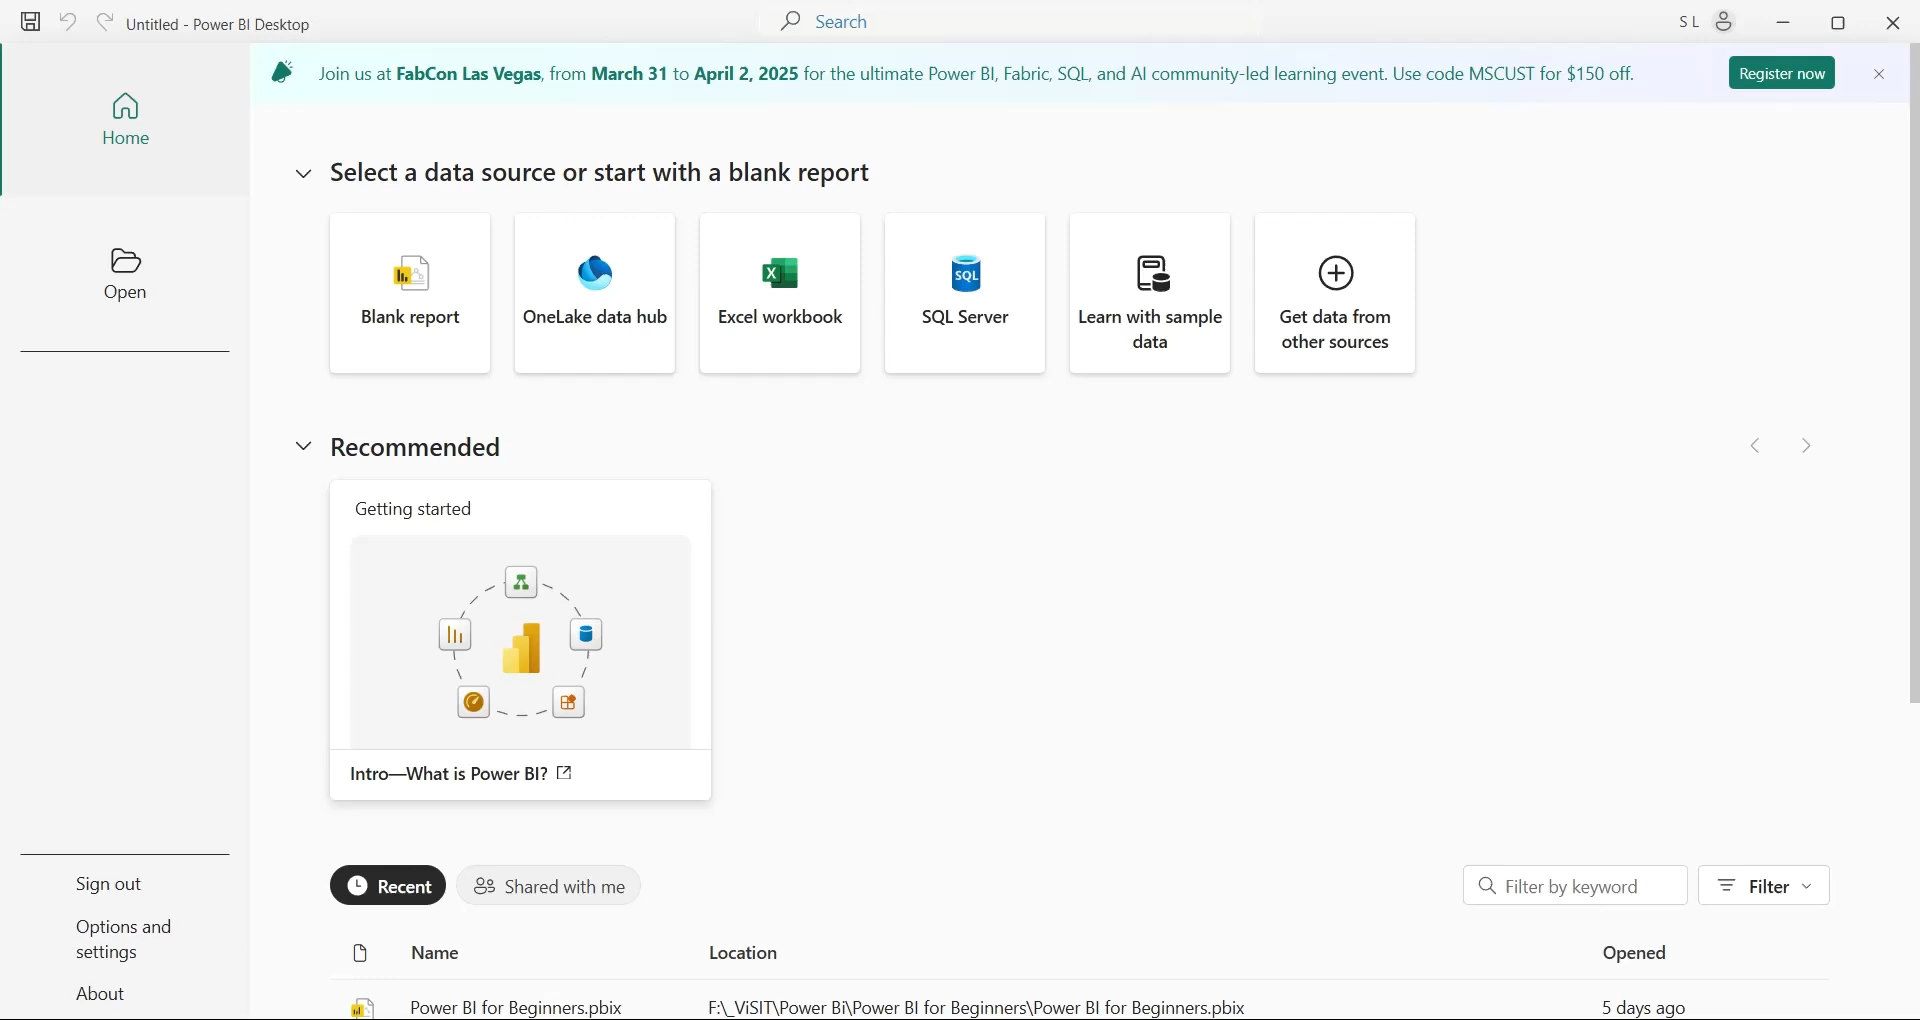 Untitled - Power BI Desktop
Search
S L
Join us at FabCon Las Vegas, from March 31 to April 2, 2025 for the ultimate Power BI, Fabric, SQL, and AI community-led learning event. Use code MSCUST for $150 off.
Register now
Home
Open
Select a data source or start with a blank report
Blank report
OneLake data hub
Excel workbook
SQL
SQL Server
Learn with sample
data
Get data from
other sources
Recommended
Getting started
Intro—What is Power BI?
Recent
Shared with me
Filter by keyword
Filter
Name
Location
Opened
Power BI for Beginners.pbix
F:\_ViSIT\Power Bi\Power BI for Beginners\Power BI for Beginners.pbix
5 days ago
Sign out
Options and
settings
About